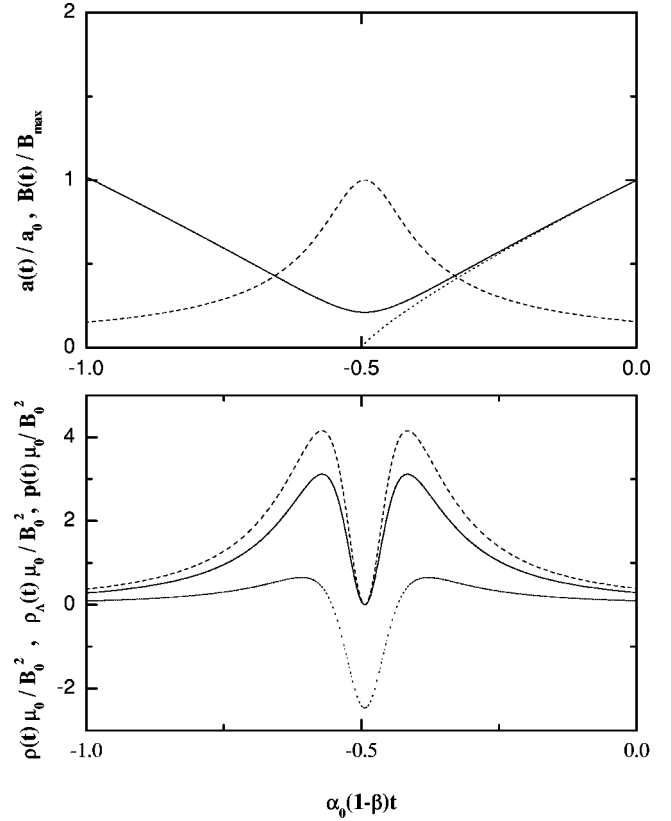 2
1
0
a(t) / a₀ , B(t) / B_max
-1.0 -0.5 0.0
4
2
0
-2
ρ(t) μ₀ / B₀² , ρ_Λ(t) μ₀ / B₀² , p(t) μ₀ / B₀²
-1.0 -0.5 0.0
α₀(1-β)t